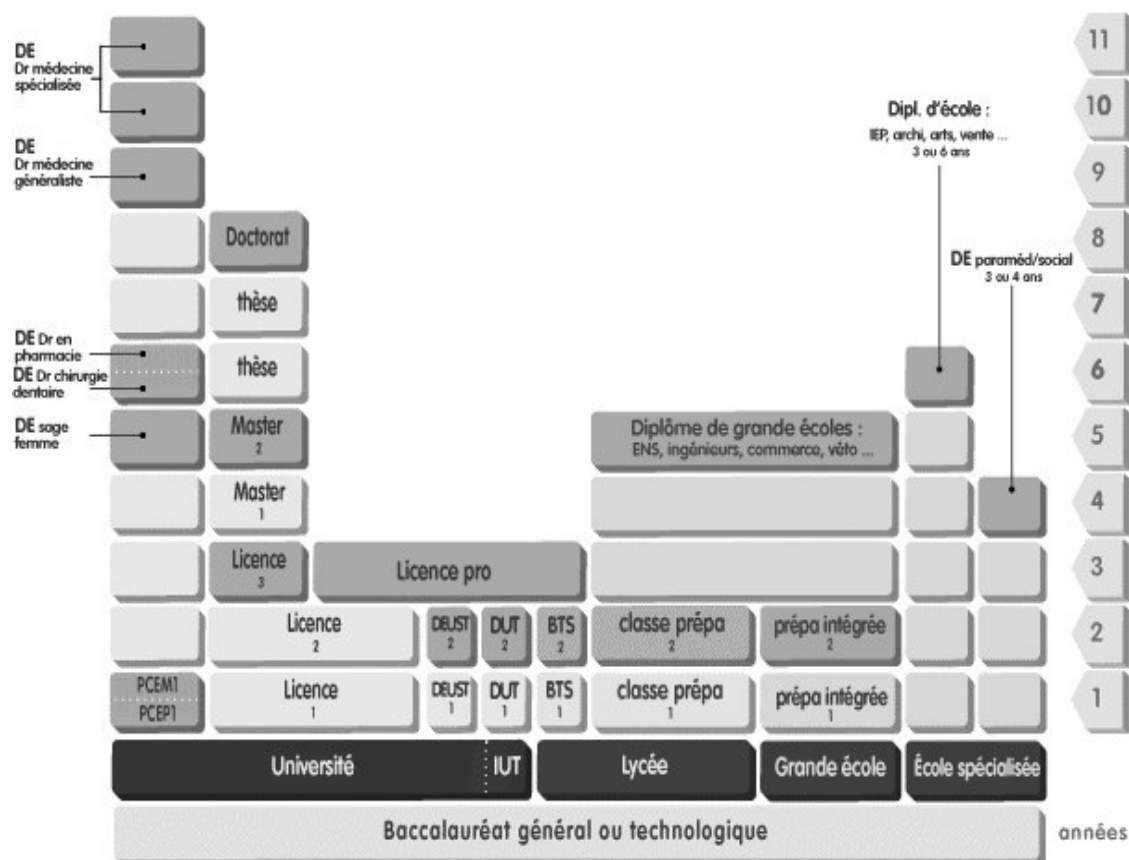 DE
Dr médecine
spécialisée
11
10
Dipl. d'école :
IEP, archi, arts, vente ...
3 ou 6 ans
DE
Dr médecine
généraliste
9
Doctorat
8
DE paraméd/social
3 ou 4 ans
thèse
7
DE Dr en
pharmacie
DE Dr chirurgie
dentaire
thèse
6
DE sage
femme
Master
2
Diplôme de grande écoles :
ENS, ingénieurs, commerce, véto ...
5
Master
1
4
Licence
3
Licence pro
3
Licence
2
DEUST
2
DUT
2
BTS
2
classe prépa
2
prépa intégrée
2
2
PCEM1
PCEP1
Licence
1
DEUST
1
DUT
1
BTS
1
classe prépa
1
prépa intégrée
1
1
Université
IUT
Lycée
Grande école
École spécialisée
Baccalauréat général ou technologique
années